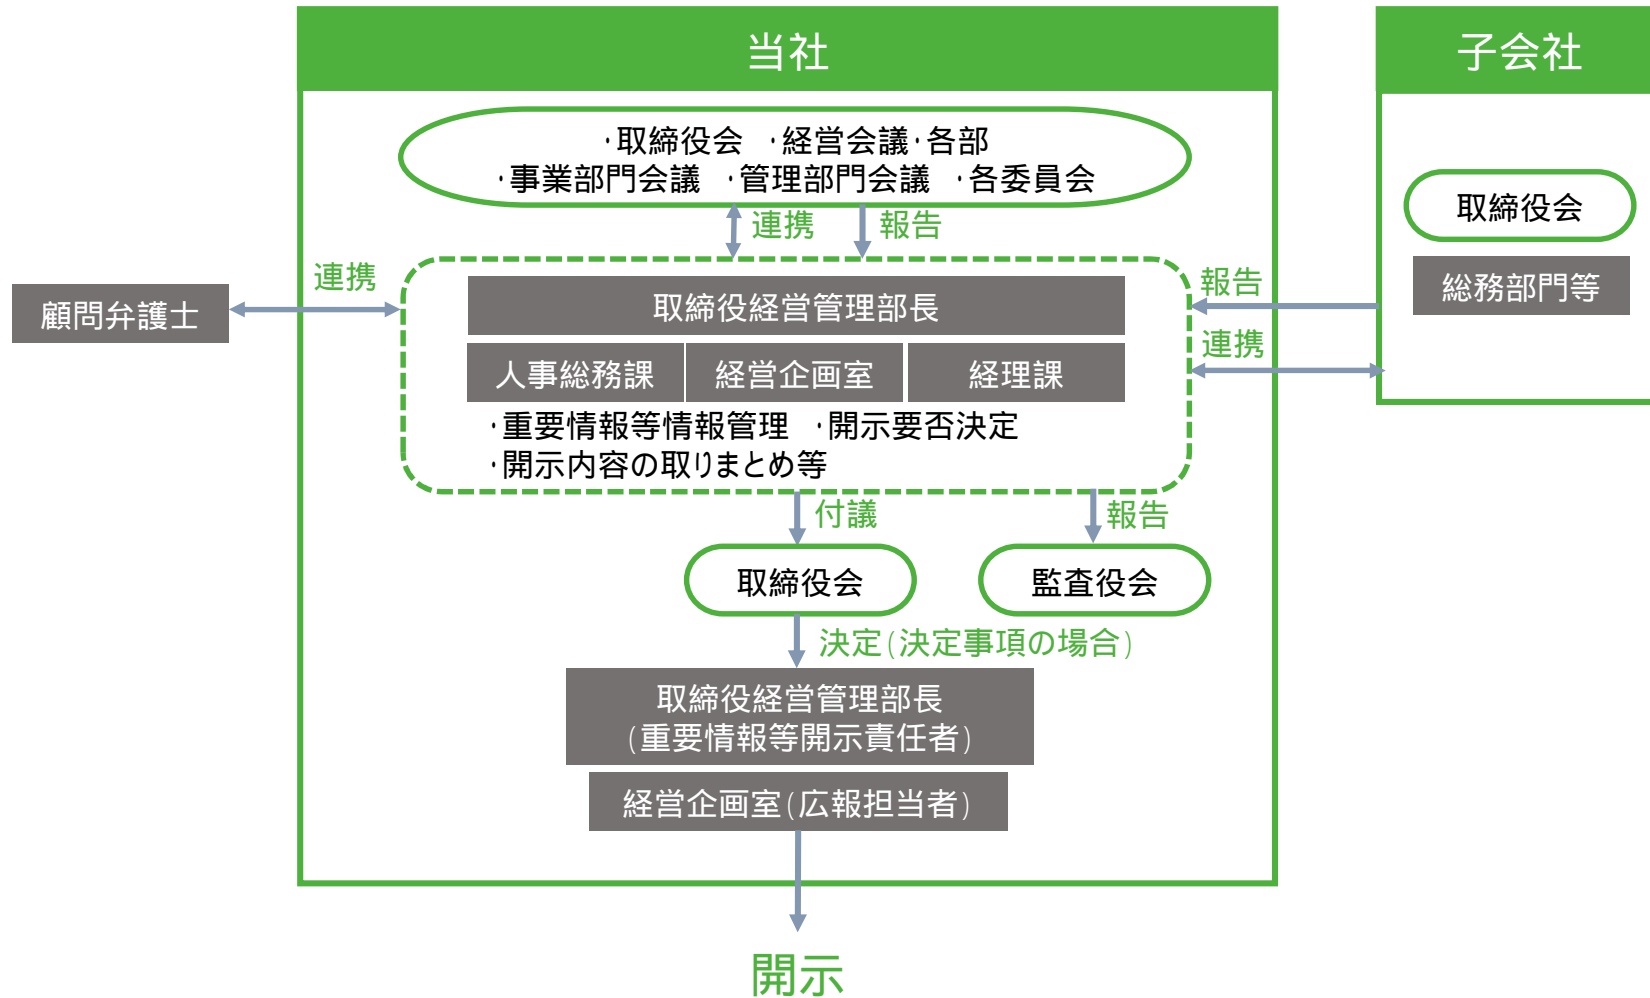 当社
子会社
・取締役会 ・経営会議・各部
・事業部門会議 ・管理部門会議 ・各委員会
連携
報告
取締役会
総務部門等
顧問弁護士
連携
報告
連携
取締役経営管理部長
人事総務課
経営企画室
経理課
・重要情報等情報管理 ・開示要否決定
・開示内容の取りまとめ等
付議
報告
取締役会
監査役会
決定(決定事項の場合)
取締役経営管理部長
(重要情報等開示責任者)
経営企画室(広報担当者)
開示